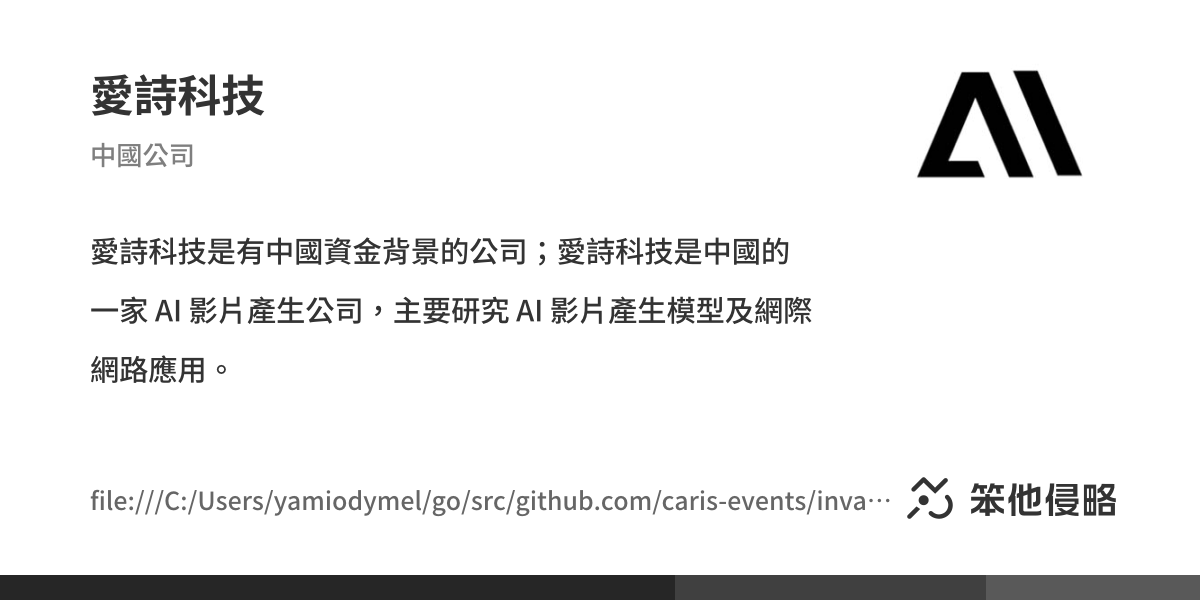 愛詩科技
中國公司
愛詩科技是有中國資金背景的公司；愛詩科技是中國的
一家 AI 影片產生公司，主要研究 AI 影片產生模型及網際
網路應用。
file:///C:/Users/yamiodymel/go/src/github.com/caris-events/inva…
笨他侵略